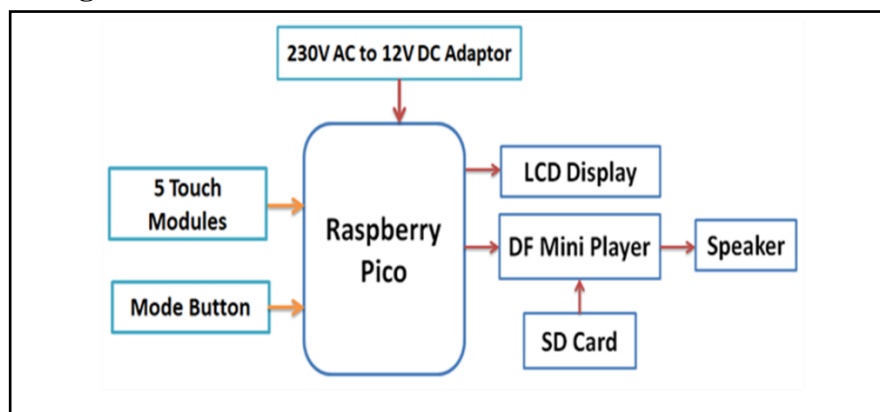 230V AC to 12V DC Adaptor
5 Touch
Modules
Mode Button
Raspberry
Pico
LCD Display
DF Mini Player
Speaker
SD Card